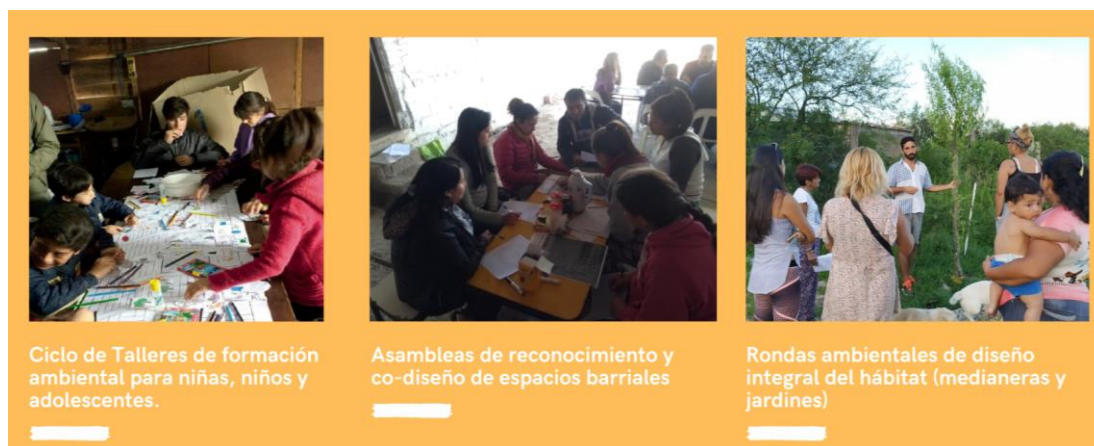 Ciclo de Talleres de formación
ambiental para niñas, niños y
adolescentes.
Asambleas de reconocimiento y
co-diseño de espacios barriales
Rondas ambientales de diseño
integral del hábitat (medianeras y
jardines)